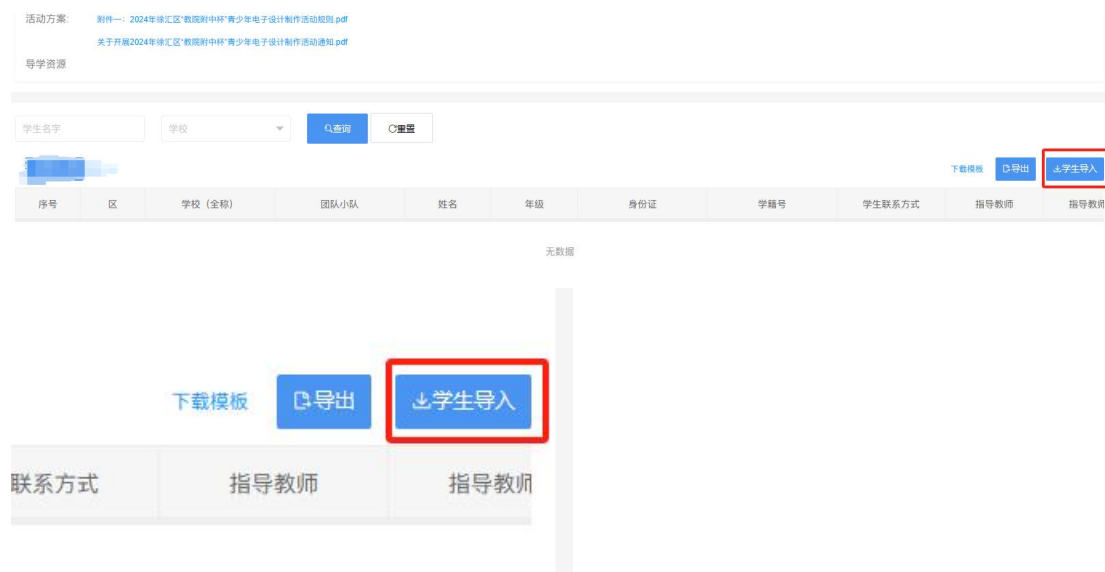 活动方案: 附件一：2024年徐汇区“教院附中杯”青少年电子设计制作活动规则.pdf
关于开展2024年徐汇区“教院附中杯”青少年电子设计制作活动通知.pdf
导学资源
学生名字 学校 查询 重置
下载模板 导出 学生导入
序号 区 学校（全称） 团队小队 姓名 年级 身份证 学籍号 学生联系方式 指导教师 指导教师
无数据
下载模板 导出 学生导入
联系方式 指导教师 指导教师